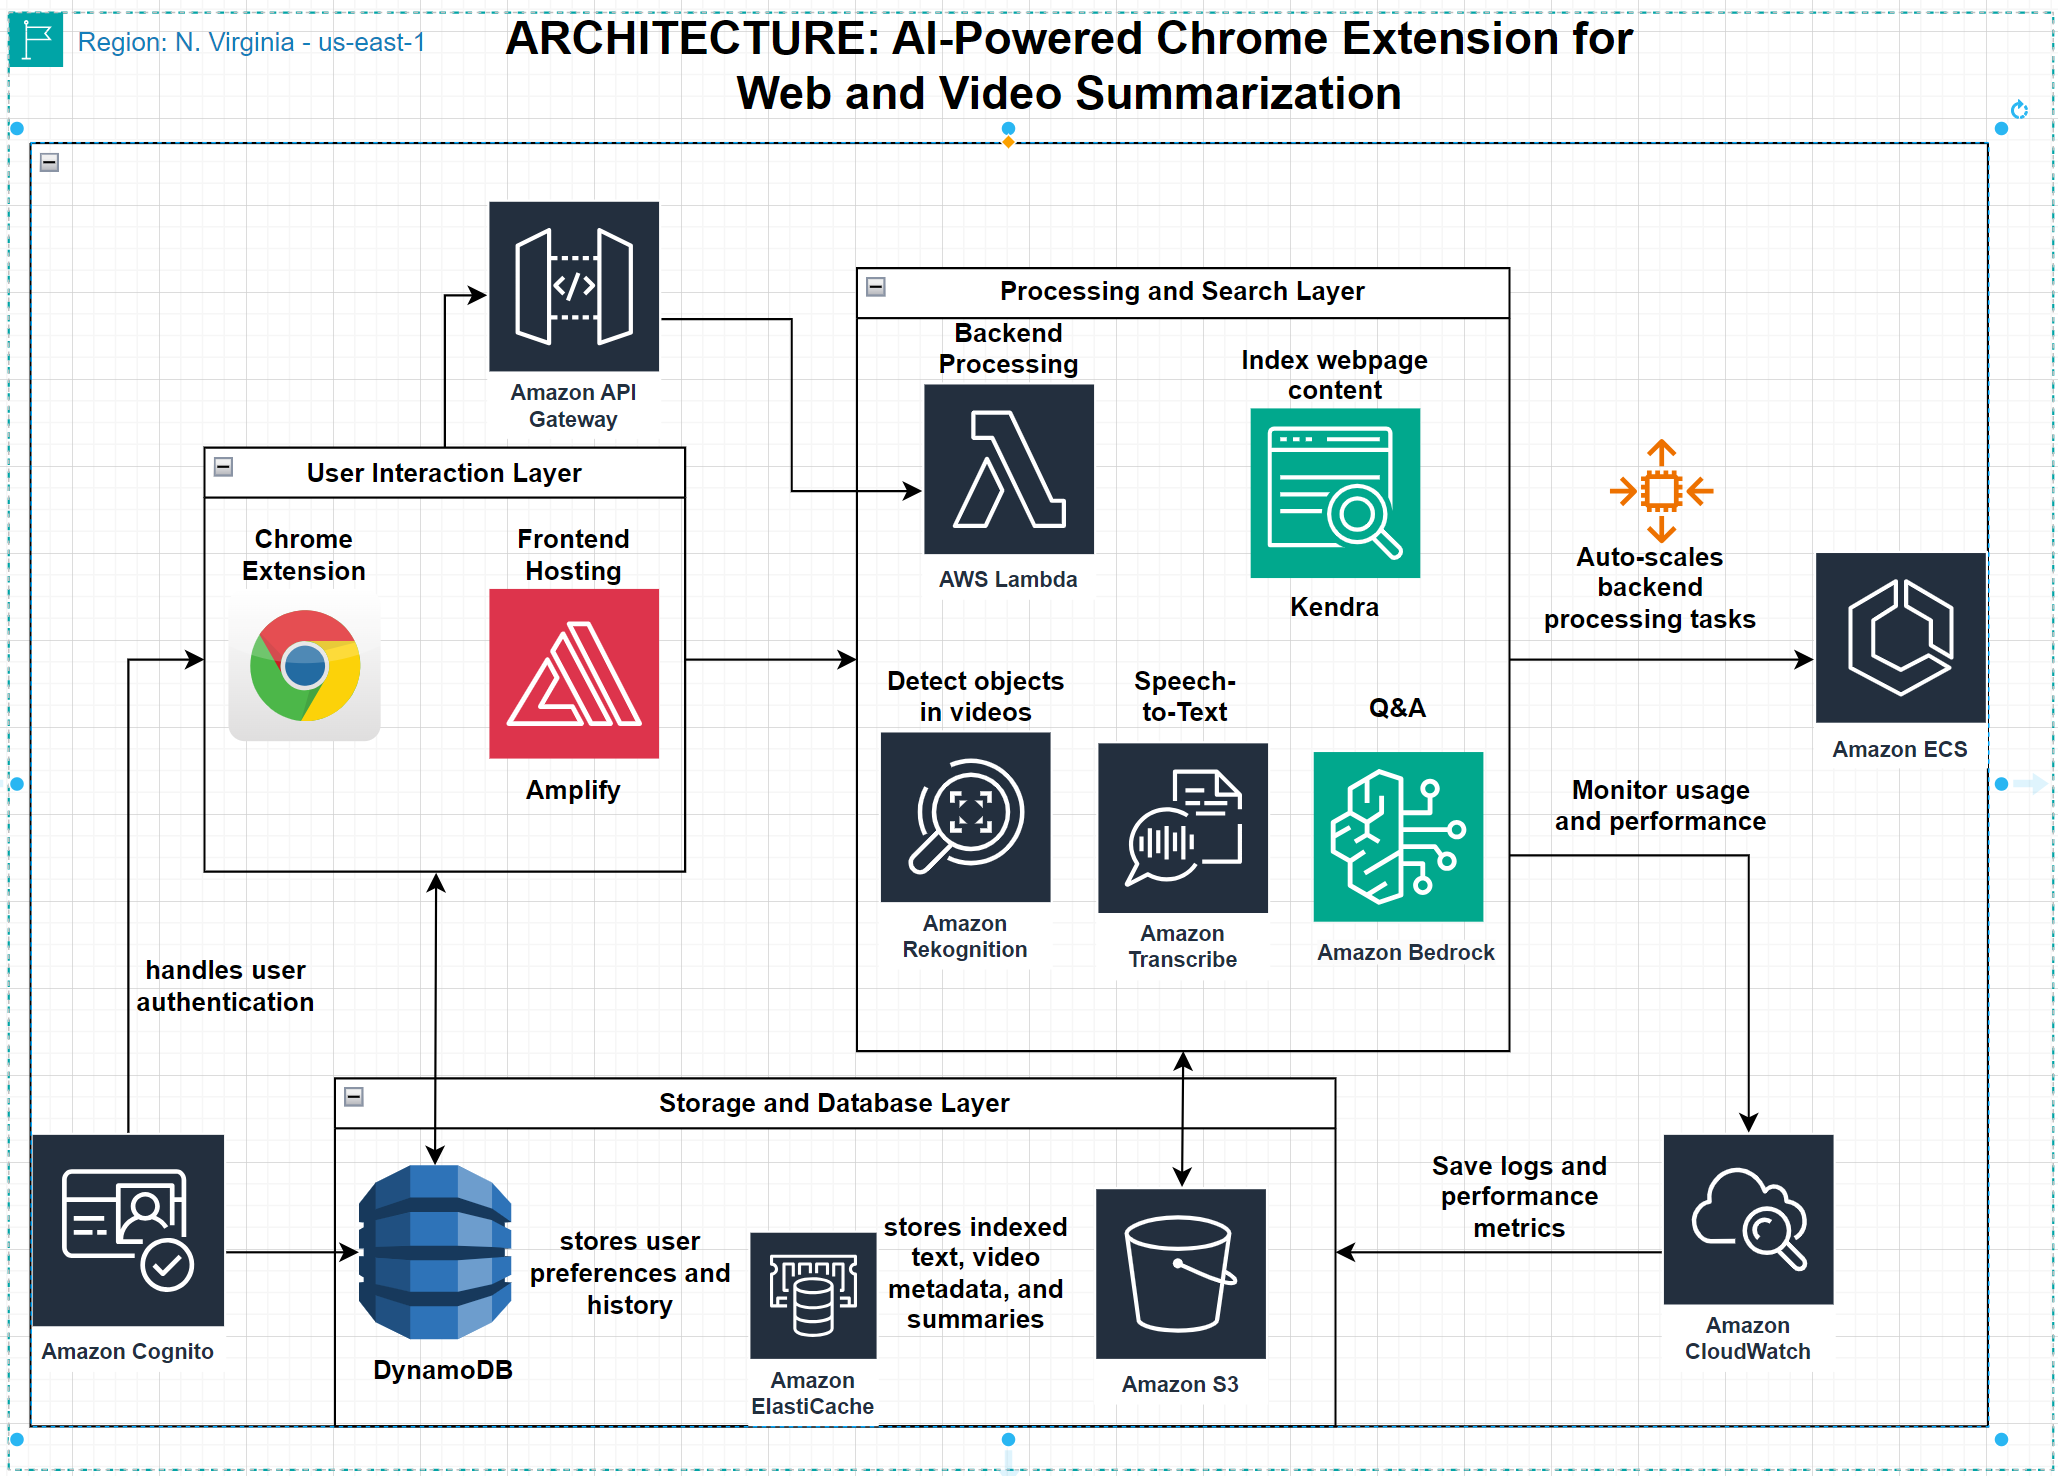 Region: N. Virginia - us-east-1
ARCHITECTURE: AI-Powered Chrome Extension for
Web and Video Summarization
Amazon API
Gateway
User Interaction Layer
Chrome
Extension
Frontend
Hosting
Amplify
Processing and Search Layer
Backend
Processing
AWS Lambda
Index webpage
content
Kendra
Detect objects
in videos
Amazon
Rekognition
Speech-
to-Text
Amazon
Transcribe
Q&A
Amazon Bedrock
Auto-scales
backend
processing tasks
Amazon ECS
Monitor usage
and performance
handles user
authentication
Amazon Cognito
Storage and Database Layer
DynamoDB
stores user
preferences and
history
Amazon
ElastiCache
stores indexed
text, video
metadata, and
summaries
Amazon S3
Save logs and
performance
metrics
Amazon
CloudWatch